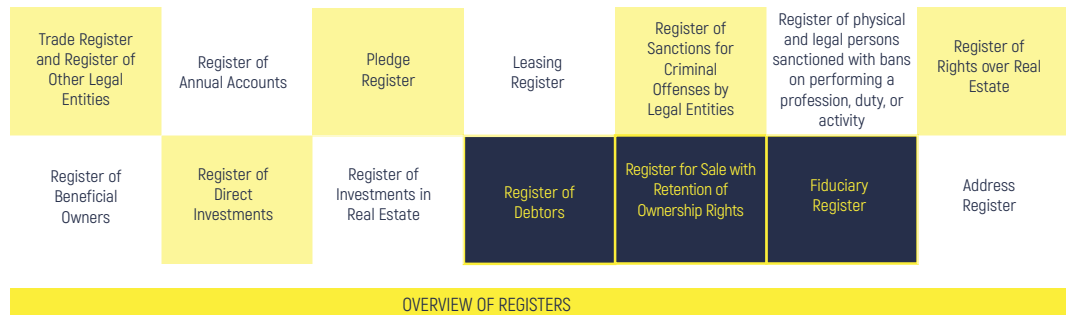 Trade Register
and Register of
Other Legal
Entities
Register of
Annual Accounts
Pledge
Register
Leasing
Register
Register of
Sanctions for
Criminal
Offenses by
Legal Entities
Register of physical
and legal persons
sanctioned with bans
on performing a
profession, duty, or
activity
Register of
Rights over Real
Estate
Register of
Beneficial
Owners
Register of
Direct
Investments
Register of
Investments in
Real Estate
Register of
Debtors
Register for Sale with
Retention of
Ownership Rights
Fiduciary
Register
Address
Register
OVERVIEW OF REGISTERS